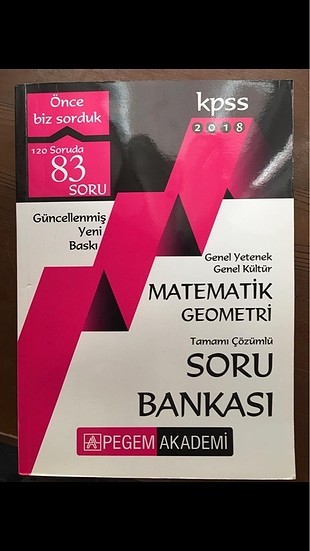 Önce
biz sorduk
120 Soruda
83
SORU
Güncellenmiş
Yeni
Baskı
kpss
2018
Genel Yetenek
Genel Kültür
MATEMATİK
GEOMETRİ
Tamamı Çözümlü
SORU
BANKASI
PEGEM AKADEMİ